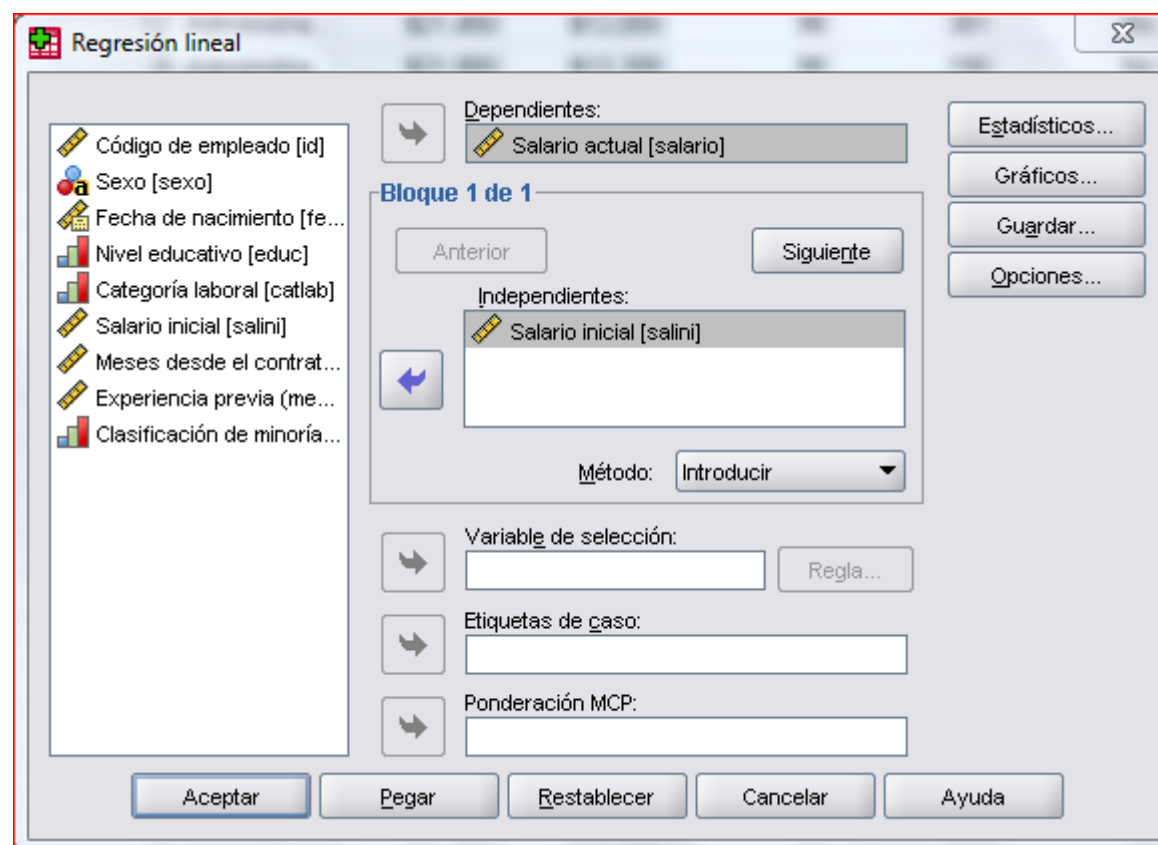 Regresión lineal
Código de empleado [id]
Sexo [sexo]
Fecha de nacimiento [fe...
Nivel educativo [educ]
Categoría laboral [catlab]
Salario inicial [salini]
Meses desde el contrat...
Experiencia previa (me...
Clasificación de minoría...
Dependientes:
Salario actual [salario]
Bloque 1 de 1
Anterior
Siguiente
Independientes:
Salario inicial [salini]
Método:
Introducir
Variable de selección:
Regla...
Etiquetas de caso:
Ponderación MCP:
Estadísticos...
Gráficos...
Guardar...
Opciones...
Aceptar
Pegar
Restablecer
Cancelar
Ayuda